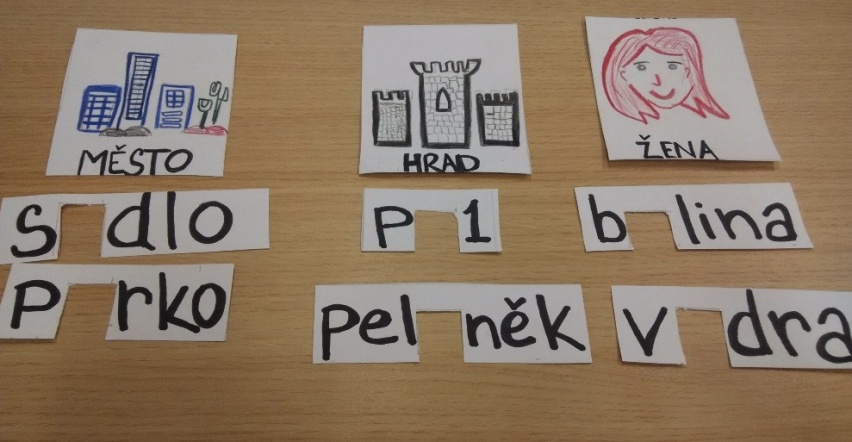 MĚSTO
HRAD
ŽENA
s dlo
p 1
b lina
p rko
pel něk
v dra